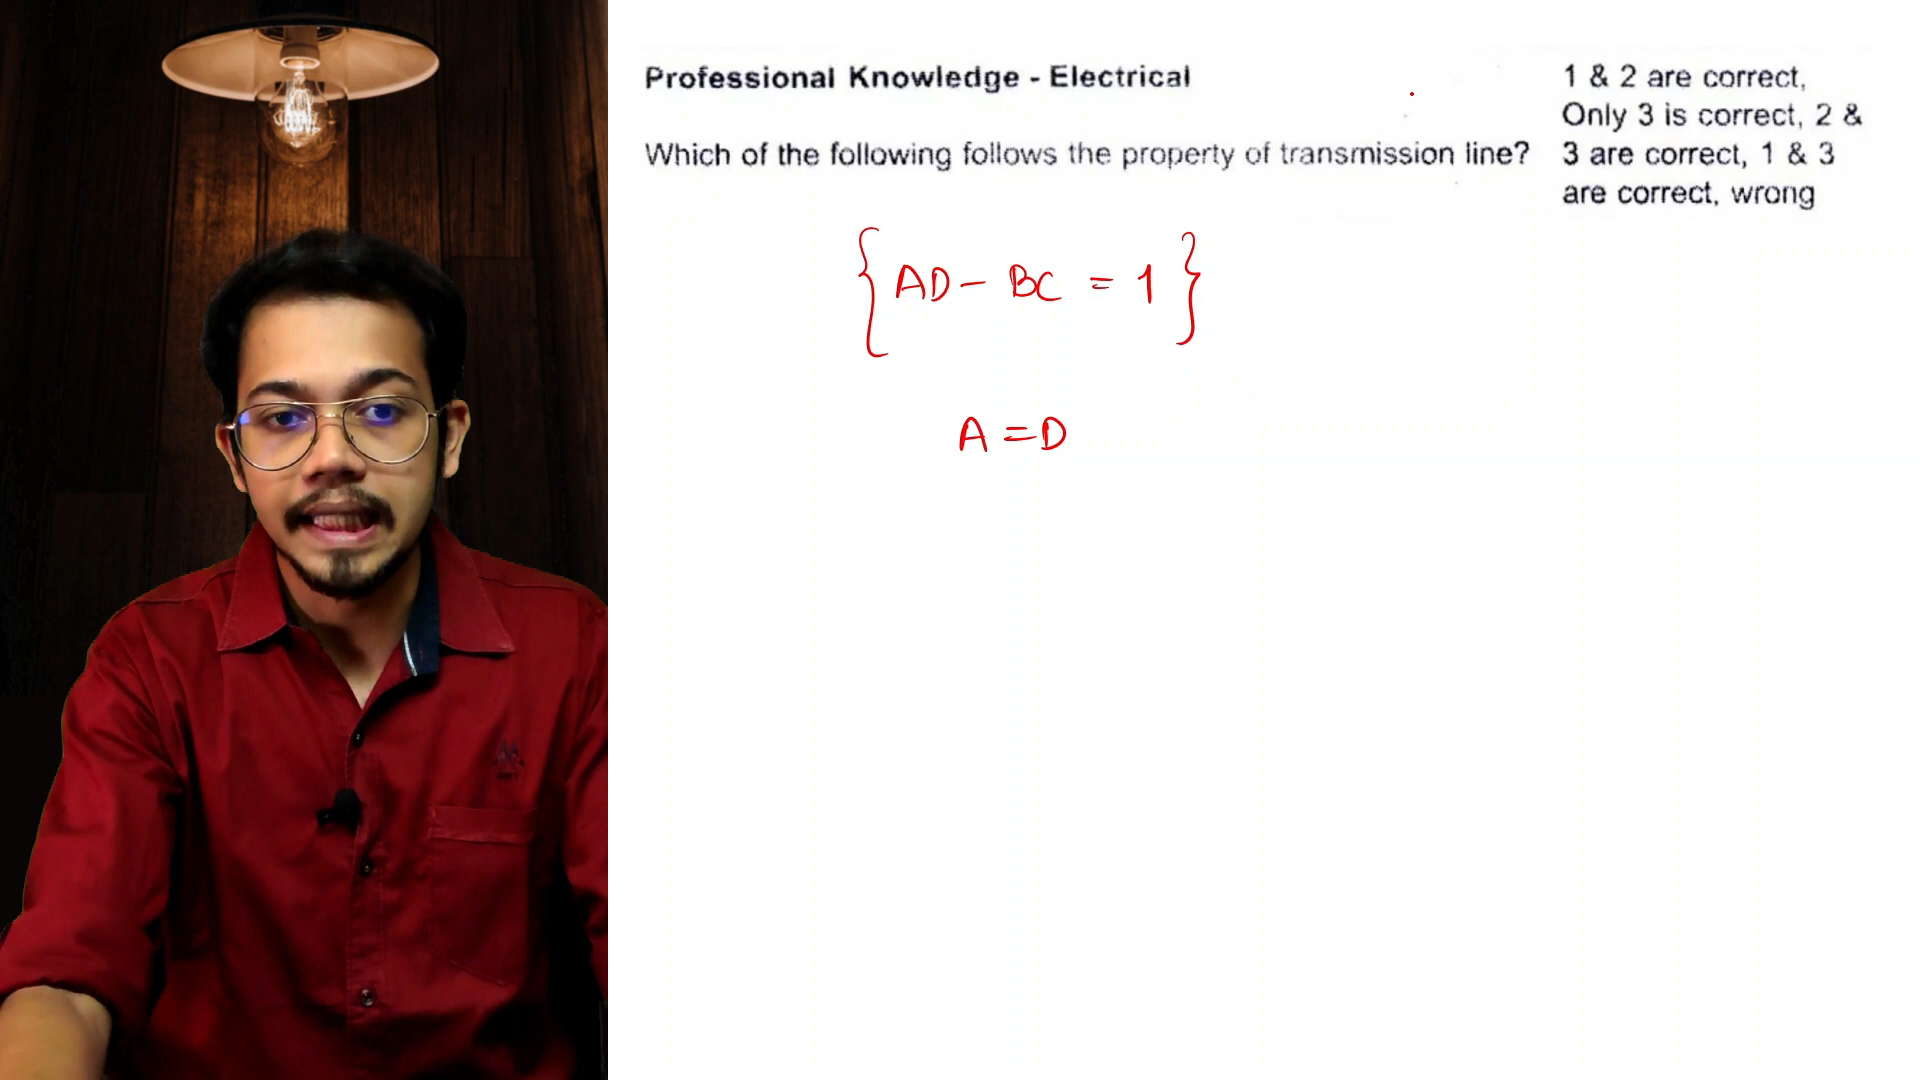 Professional Knowledge - Electrical
Which of the following follows the property of transmission line?
1 & 2 are correct,
Only 3 is correct, 2 &
3 are correct, 1 & 3
are correct, wrong
{ AD - BC = 1 }
A = D